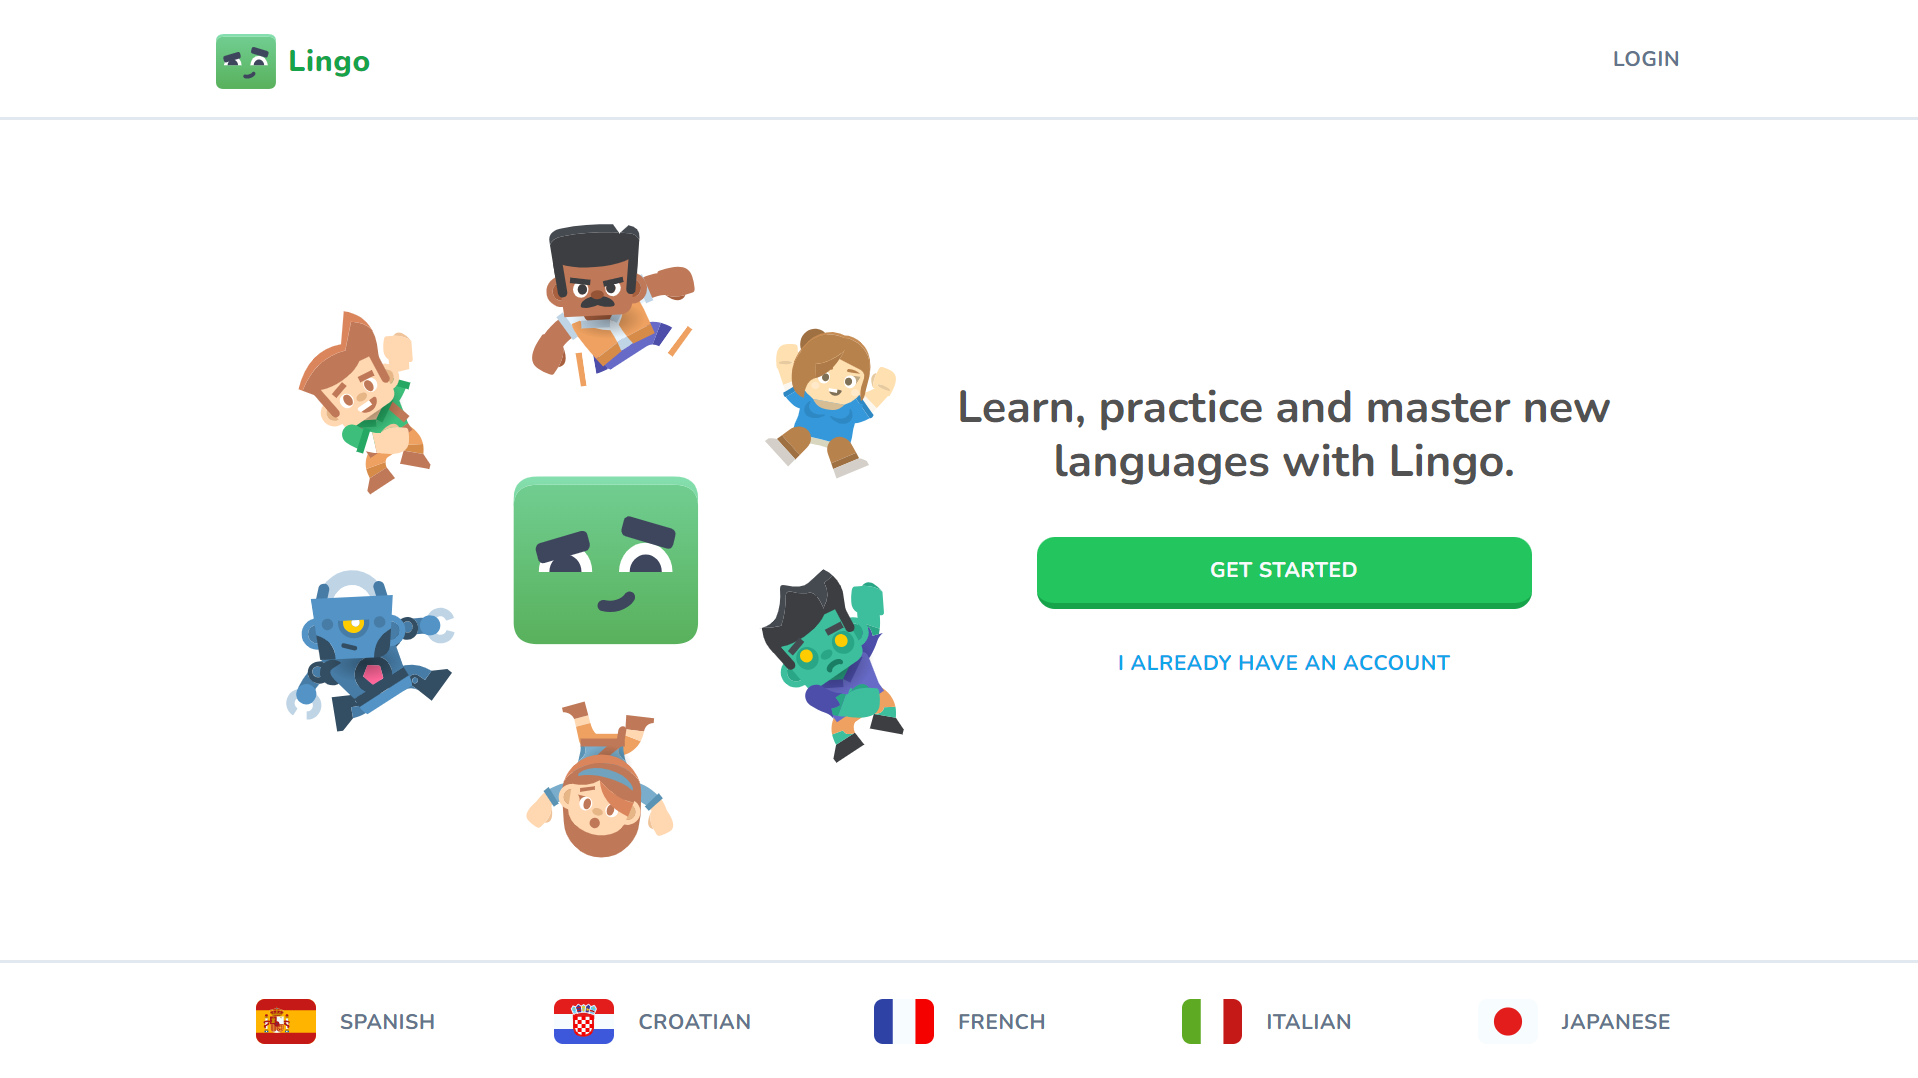 Lingo
LOGIN
Learn, practice and master new
languages with Lingo.
GET STARTED
I ALREADY HAVE AN ACCOUNT
SPANISH
CROATIAN
FRENCH
ITALIAN
JAPANESE